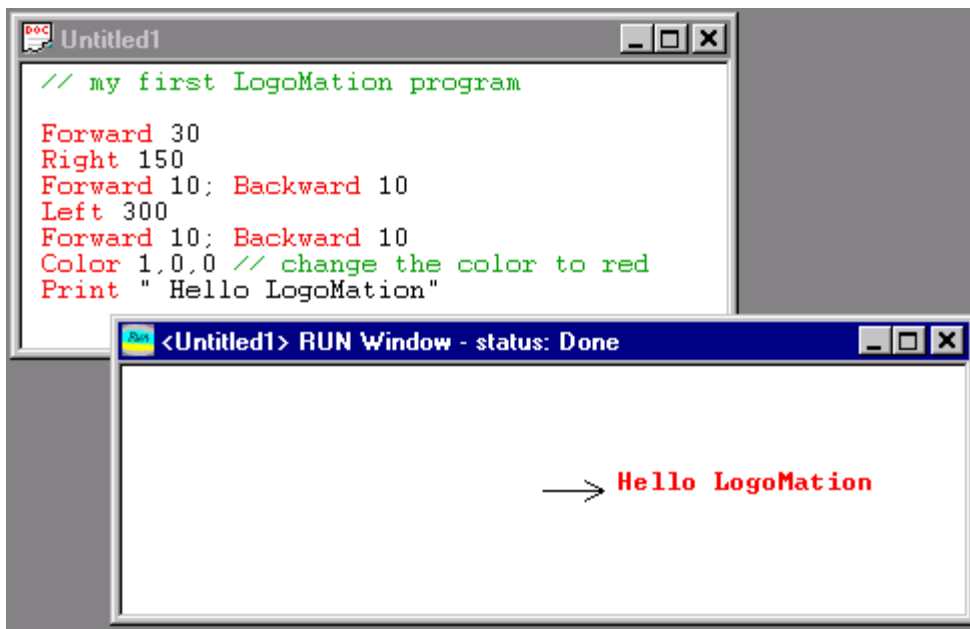 DOC Untitled1
// my first LogoMation program
Forward 30
Right 150
Forward 10; Backward 10
Left 300
Forward 10; Backward 10
Color 1,0,0 // change the color to red
Print " Hello LogoMation"
Run <Untitled1> RUN Window - status: Done
Hello LogoMation